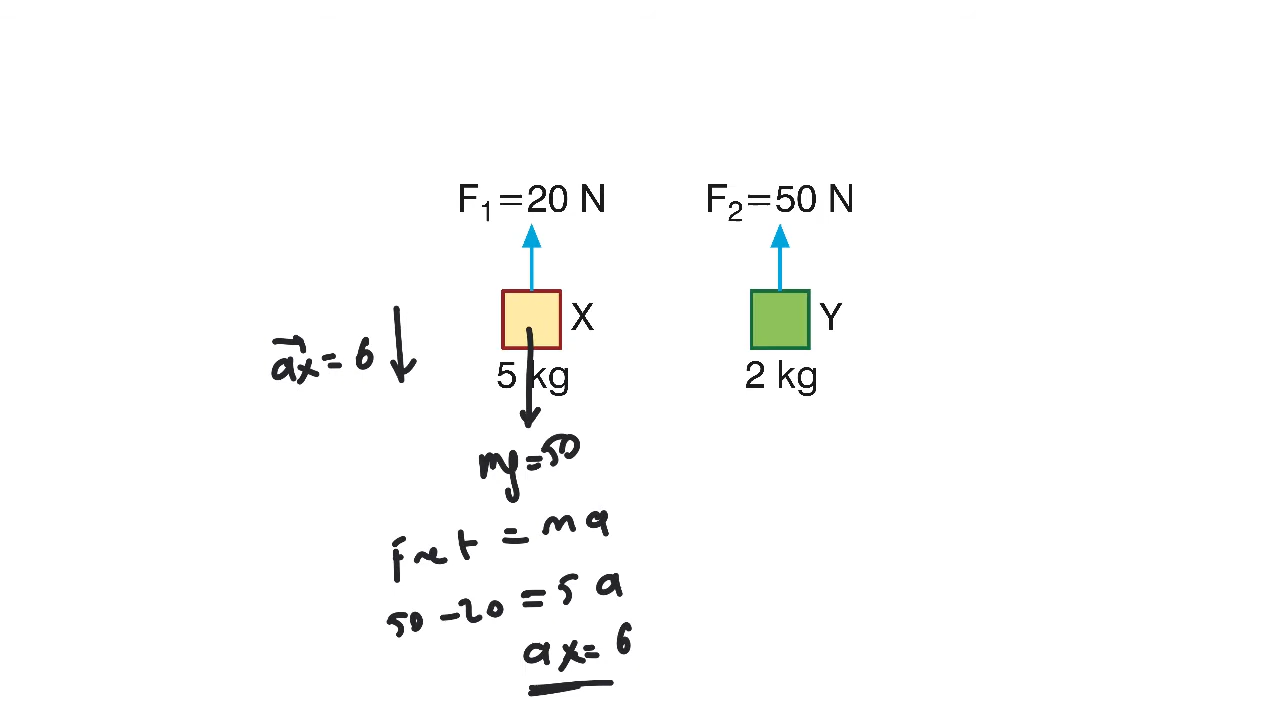 F₁=20 N
F₂=50 N
X
Y
5 kg
2 kg
ax= 6
mg=50
Fnet = ma
50-20 = 5 a
ax= 6